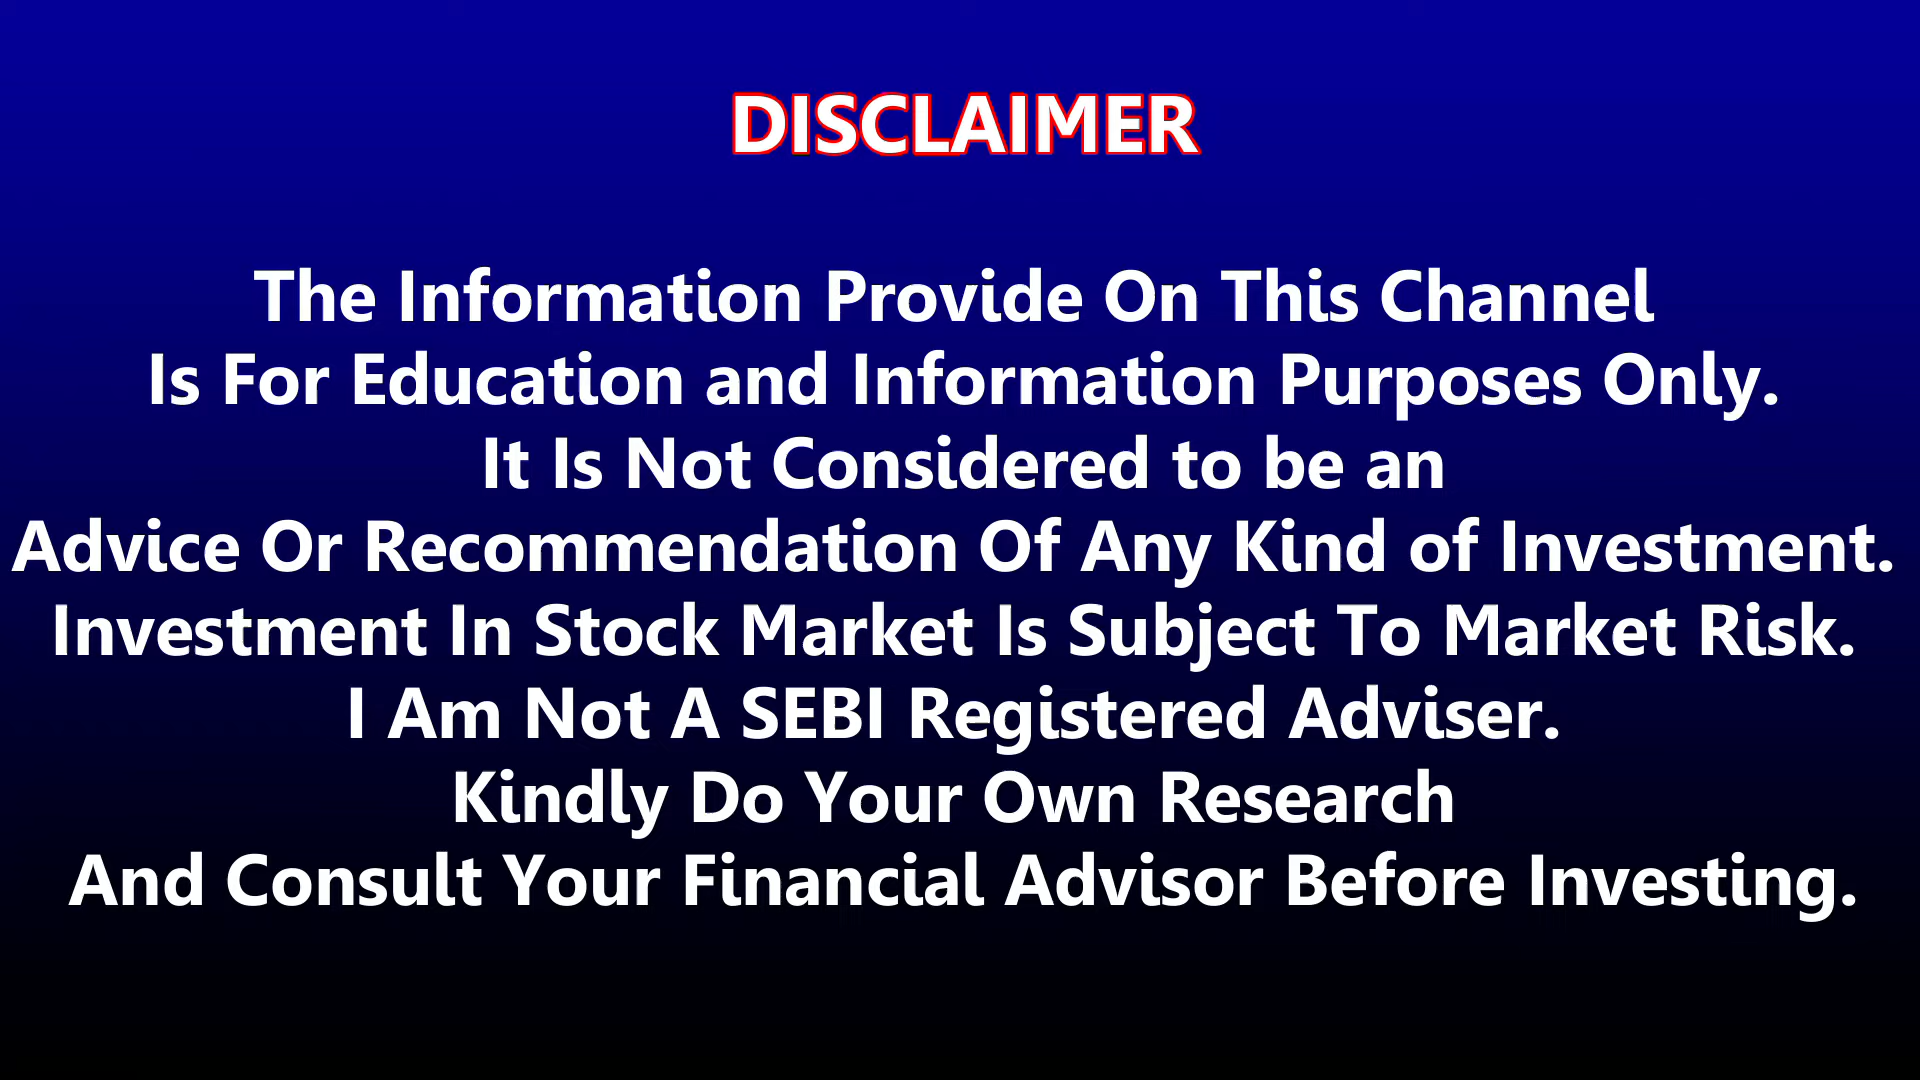 DISCLAIMER
The Information Provide On This Channel
Is For Education and Information Purposes Only.
It Is Not Considered to be an
Advice Or Recommendation Of Any Kind of Investment.
Investment In Stock Market Is Subject To Market Risk.
I Am Not A SEBI Registered Adviser.
Kindly Do Your Own Research
And Consult Your Financial Advisor Before Investing.